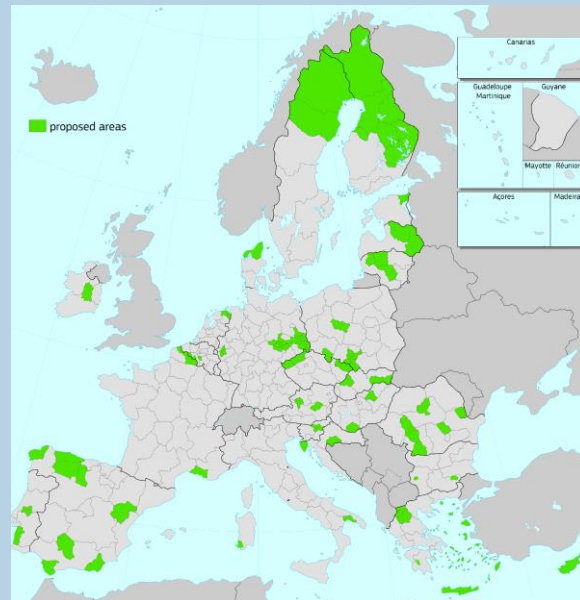 Canarias
Guadeloupe
Martinique
Guyane
Mayotte
Réunion
Açores
Madeira
proposed areas